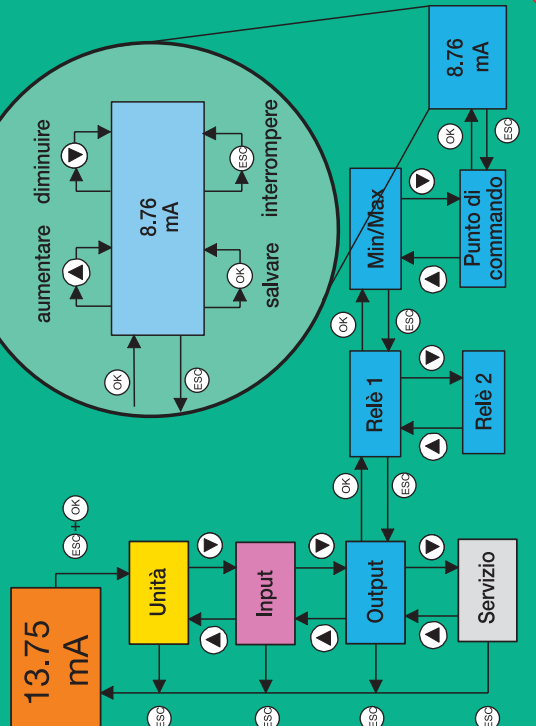 13.75
mA
ESC + OK
Unità
Input
Output
Servizio
ESC
ESC
ESC
ESC
OK
ESC
Relè 1
Relè 2
OK
ESC
Min/Max
Punto di
commando
OK
ESC
8.76
mA
aumentare
diminuire
8.76
mA
OK
ESC
OK
ESC
salvare
interrompere